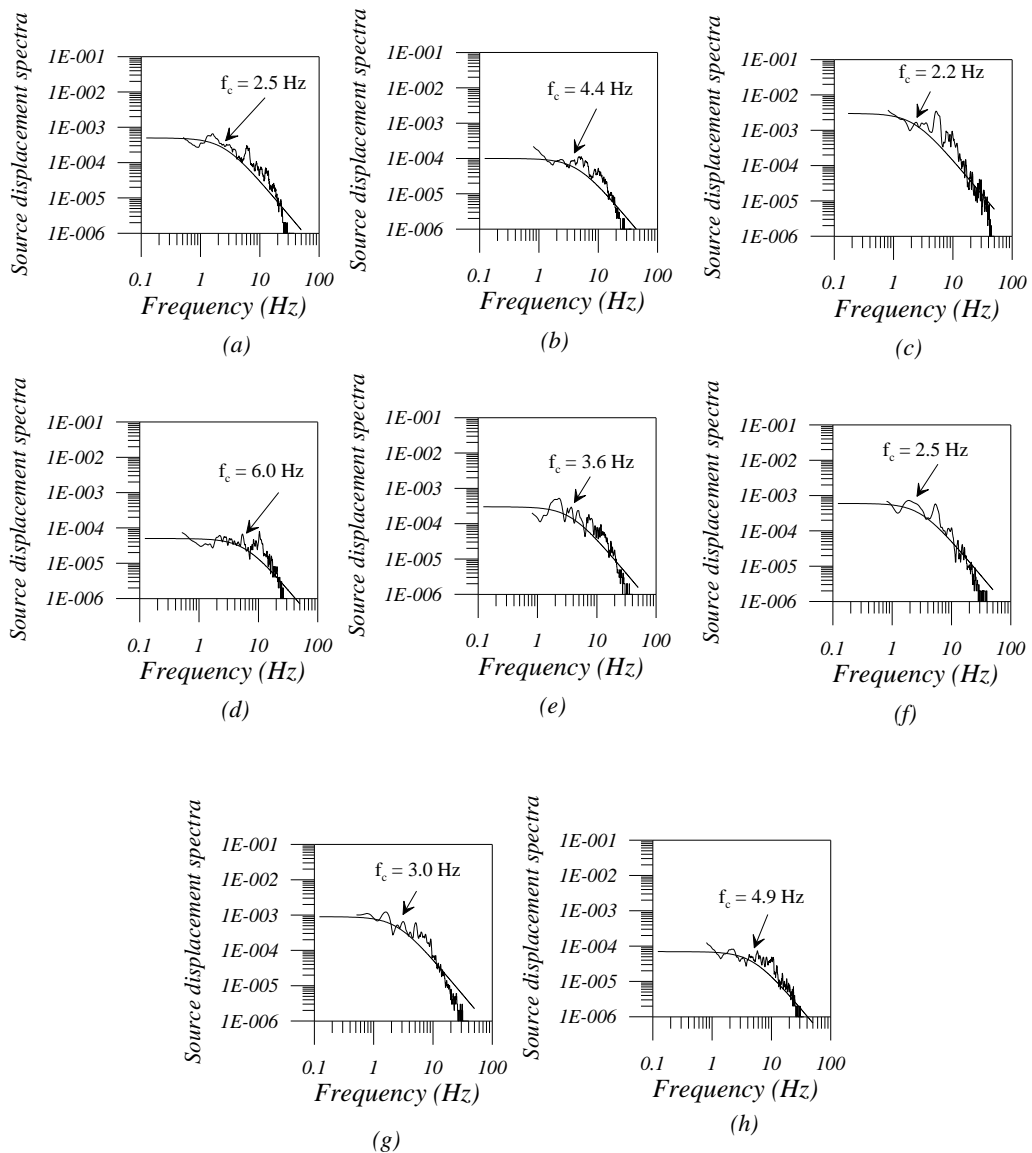 Source displacement spectra
1E-001
1E-002
1E-003
1E-004
1E-005
1E-006
f_c = 2.5 Hz
0.1 1 10 100
Frequency (Hz)
(a)
Source displacement spectra
1E-001
1E-002
1E-003
1E-004
1E-005
1E-006
f_c = 4.4 Hz
0.1 1 10 100
Frequency (Hz)
(b)
Source displacement spectra
1E-001
1E-002
1E-003
1E-004
1E-005
1E-006
f_c = 2.2 Hz
0.1 1 10 100
Frequency (Hz)
(c)
Source displacement spectra
1E-001
1E-002
1E-003
1E-004
1E-005
1E-006
f_c = 6.0 Hz
0.1 1 10 100
Frequency (Hz)
(d)
Source displacement spectra
1E-001
1E-002
1E-003
1E-004
1E-005
1E-006
f_c = 3.6 Hz
0.1 1 10 100
Frequency (Hz)
(e)
Source displacement spectra
1E-001
1E-002
1E-003
1E-004
1E-005
1E-006
f_c = 2.5 Hz
0.1 1 10 100
Frequency (Hz)
(f)
Source displacement spectra
1E-001
1E-002
1E-003
1E-004
1E-005
1E-006
f_c = 3.0 Hz
0.1 1 10 100
Frequency (Hz)
(g)
Source displacement spectra
1E-001
1E-002
1E-003
1E-004
1E-005
1E-006
f_c = 4.9 Hz
0.1 1 10 100
Frequency (Hz)
(h)